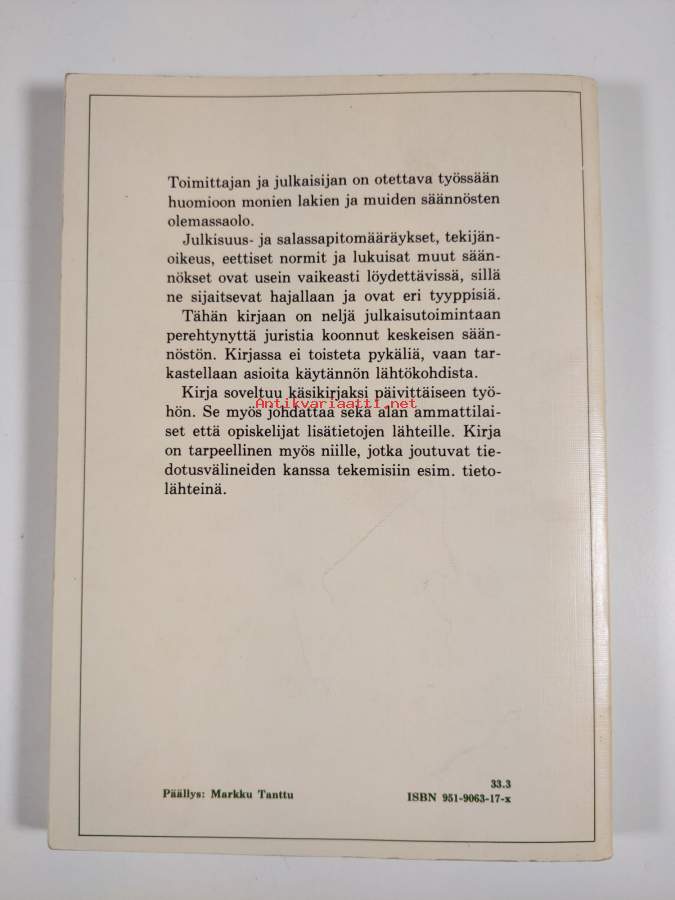 Toimittajan ja julkaisijan on otettava työssään
huomioon monien lakien ja muiden säännösten
olemassaolo.
Julkisuus- ja salassapitomääräykset, tekijän-
oikeus, eettiset normit ja lukuisat muut sään-
nökset ovat usein vaikeasti löydettävissä, sillä
ne sijaitsevat hajallaan ja ovat eri tyyppisiä.
Tähän kirjaan on neljä julkaisutoimintaan
perehtynyttä juristia koonnut keskeisen sään-
nöstön. Kirjassa ei toisteta pykäliä, vaan tar-
kastellaan asioita käytännön lähtökohdista.
Kirja soveltuu käsikirjaksi päivittäiseen työ-
Antikvariaatti.net
hön. Se myös johdattaa sekä alan ammattilai-
set että opiskelijat lisätietojen lähteille. Kirja
on tarpeellinen myös niille, jotka joutuvat tie-
dotusvälineiden kanssa tekemisiin esim. tieto-
lähteinä.
33.3
Päällys: Markku Tanttu
ISBN 951-9063-17-x